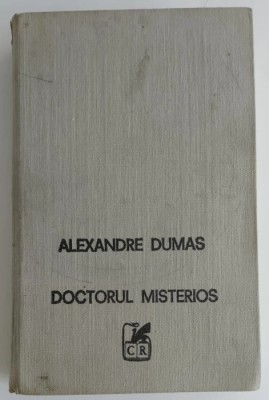 ALEXANDRE DUMAS
DOCTORUL MISTERIOS
CR